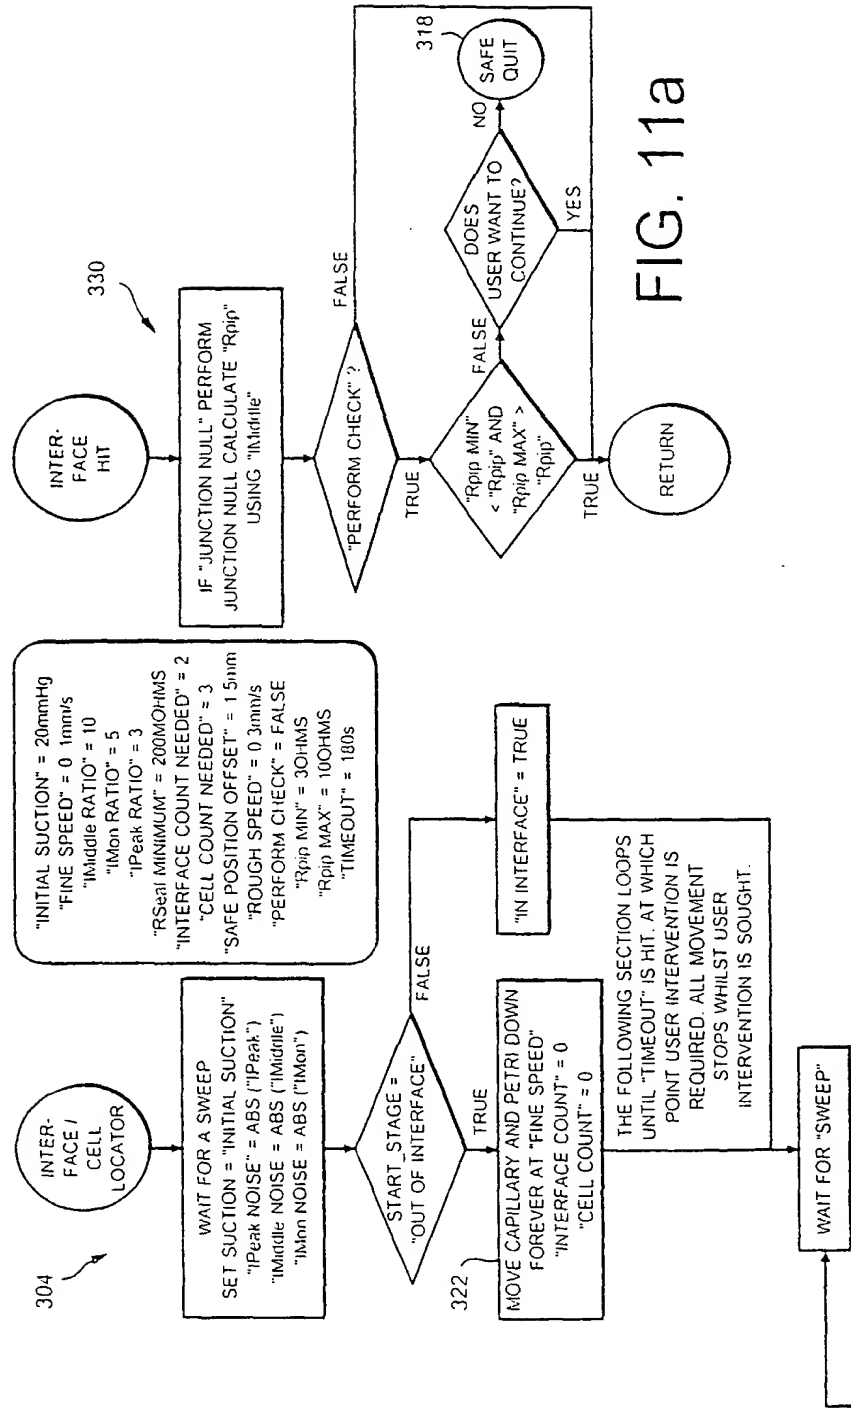 304
INTER-
FACE /
CELL
LOCATOR
WAIT FOR A SWEEP
SET SUCTION = "INITIAL SUCTION"
"IPeak NOISE" = ABS ("IPeak")
"IMiddle NOISE = ABS ("IMiddle")
"IMon NOISE = ABS ("IMon")
START_STAGE =
"OUT OF INTERFACE"
FALSE
TRUE
322
MOVE CAPILLARY AND PETRI DOWN
FOREVER AT "FINE SPEED"
"INTERFACE COUNT" = 0
"CELL COUNT" = 0
"IN INTERFACE" = TRUE
THE FOLLOWING SECTION LOOPS
UNTIL "TIMEOUT" IS HIT. AT WHICH
POINT USER INTERVENTION IS
REQUIRED. ALL MOVEMENT
STOPS WHILST USER
INTERVENTION IS SOUGHT.
WAIT FOR "SWEEP"
"INITIAL SUCTION" = 20mmHg
"FINE SPEED" = 0 1mm/s
"IMiddle RATIO" = 10
"IMon RATIO" = 5
"IPeak RATIO" = 3
"RSeal MINIMUM" = 200MOHMS
"INTERFACE COUNT NEEDED" = 2
"CELL COUNT NEEDED" = 3
"SAFE POSITION OFFSET" = 1 5mm
"ROUGH SPEED" = 0 3mm/s
"PERFORM CHECK" = FALSE
"Rpip MIN" = 3OHMS
"Rpip MAX" = 10OHMS
"TIMEOUT" = 180s
330
INTER-
FACE
HIT
IF "JUNCTION NULL" PERFORM
JUNCTION NULL CALCULATE "Rpip"
USING "IMiddle"
"PERFORM CHECK" ?
FALSE
TRUE
"Rpip MIN"
< "Rpip" AND
"Rpip MAX" >
"Rpip"
FALSE
TRUE
DOES
USER WANT TO
CONTINUE?
NO
YES
SAFE
QUIT
318
RETURN
FIG. 11a